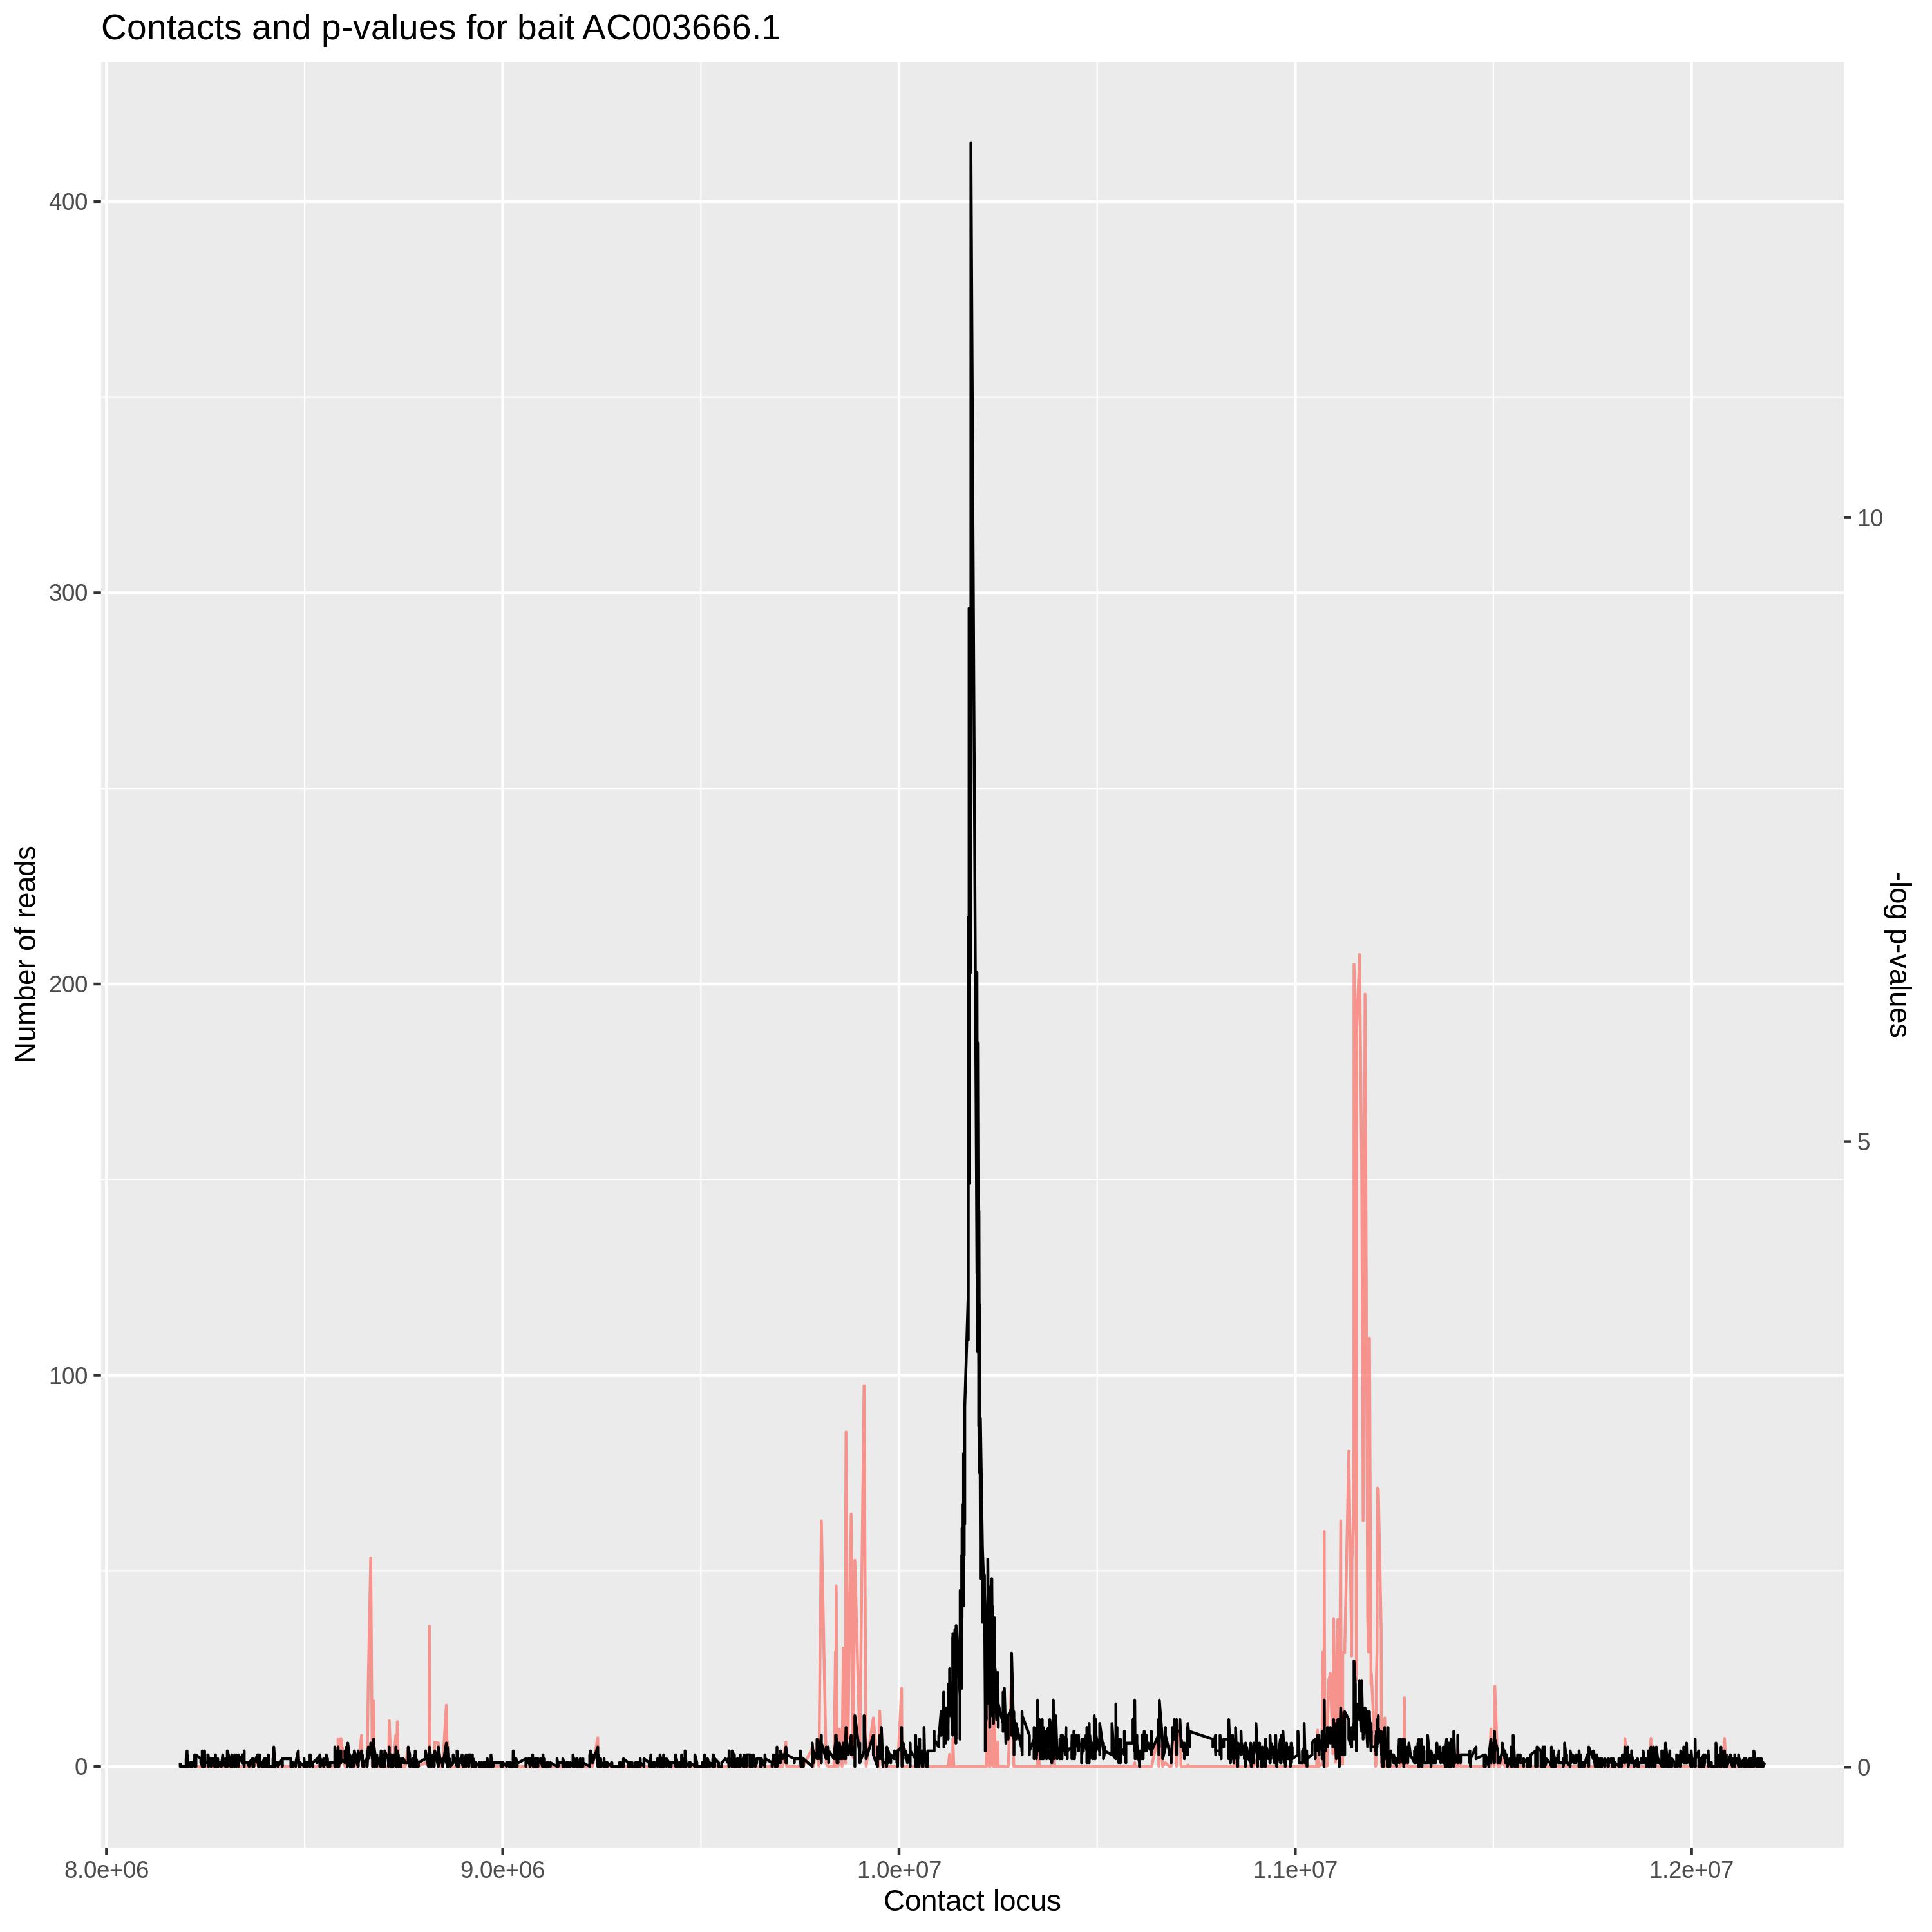 Contacts and p-values for bait AC003666.1
400
300
200
100
0
Number of reads
10
5
0
-log p-values
8.0e+06 9.0e+06 1.0e+07 1.1e+07 1.2e+07
Contact locus